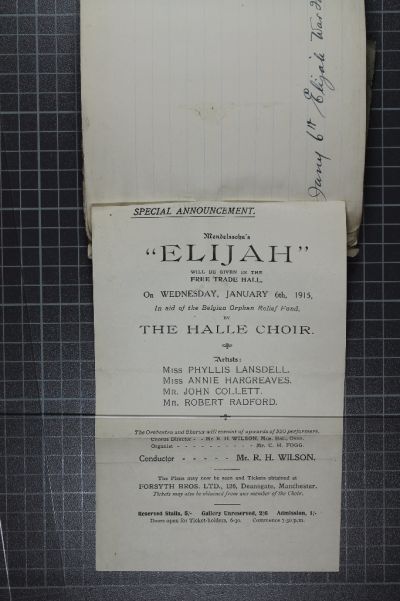 Jany 6th Elijah War
SPECIAL ANNOUNCEMENT.
Mendelssohn's
"ELIJAH"
WILL BE GIVEN IN THE
FREE TRADE HALL,
On WEDNESDAY, JANUARY 6th, 1915,
In aid of the Belgian Orphan Relief Fund,
BY
THE HALLE CHOIR.
Artists:
MISS PHYLLIS LANSDELL.
MISS ANNIE HARGREAVES.
MR. JOHN COLLETT.
MR. ROBERT RADFORD.
The Orchestra and Chorus will consist of upwards of 350 performers.
Chorus Director - - Mr. R. H. WILSON, Mus. Bac., Oxon.
Organist - - - - - - - - - - Mr. C. H. FOGG.
Conductor - - - - - Mr. R. H. WILSON.
The Plan may now be seen and Tickets obtained at
FORSYTH BROS. LTD., 126, Deansgate, Manchester.
Tickets may also be obtained from any member of the Choir.
Reserved Stalls, 5/- Gallery Unreserved, 2/6 Admission, 1/-
Doors open for Ticket-holders, 6-30. Commence 7-30 p.m.